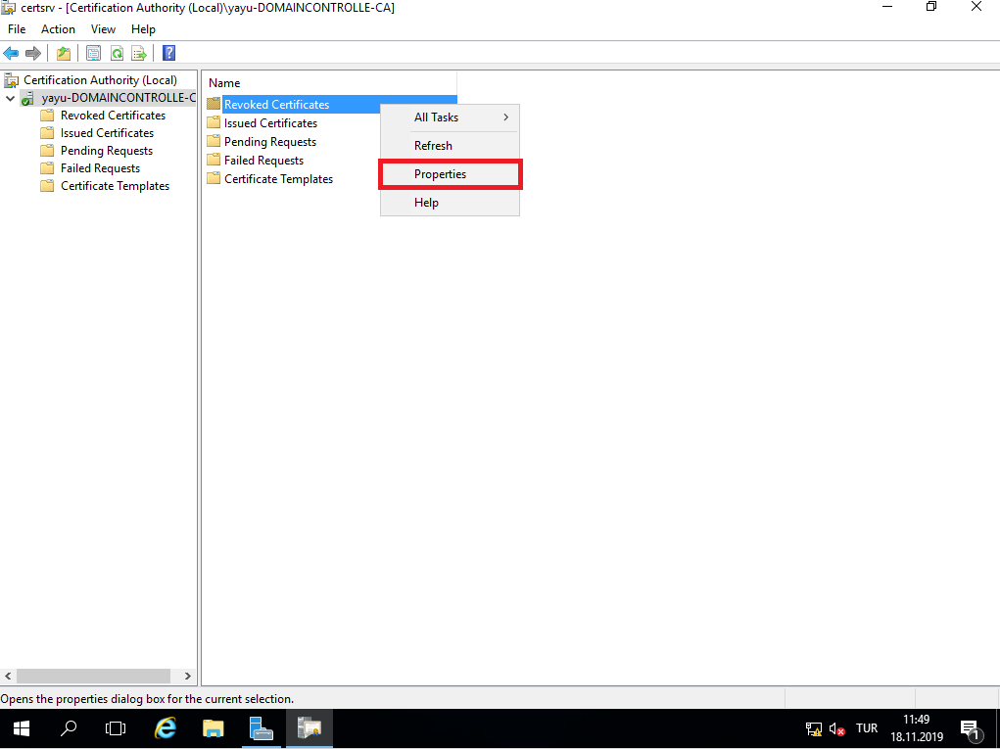 certsrv - [Certification Authority (Local)\yayu-DOMAINCONTROLLE-CA]
File Action View Help
Certification Authority (Local)
yayu-DOMAINCONTROLLE-C
Revoked Certificates
Issued Certificates
Pending Requests
Failed Requests
Certificate Templates
Name
Revoked Certificates
Issued Certificates
Pending Requests
Failed Requests
Certificate Templates
All Tasks
Refresh
Properties
Help
Opens the properties dialog box for the current selection.
TUR
11:49
18.11.2019
1